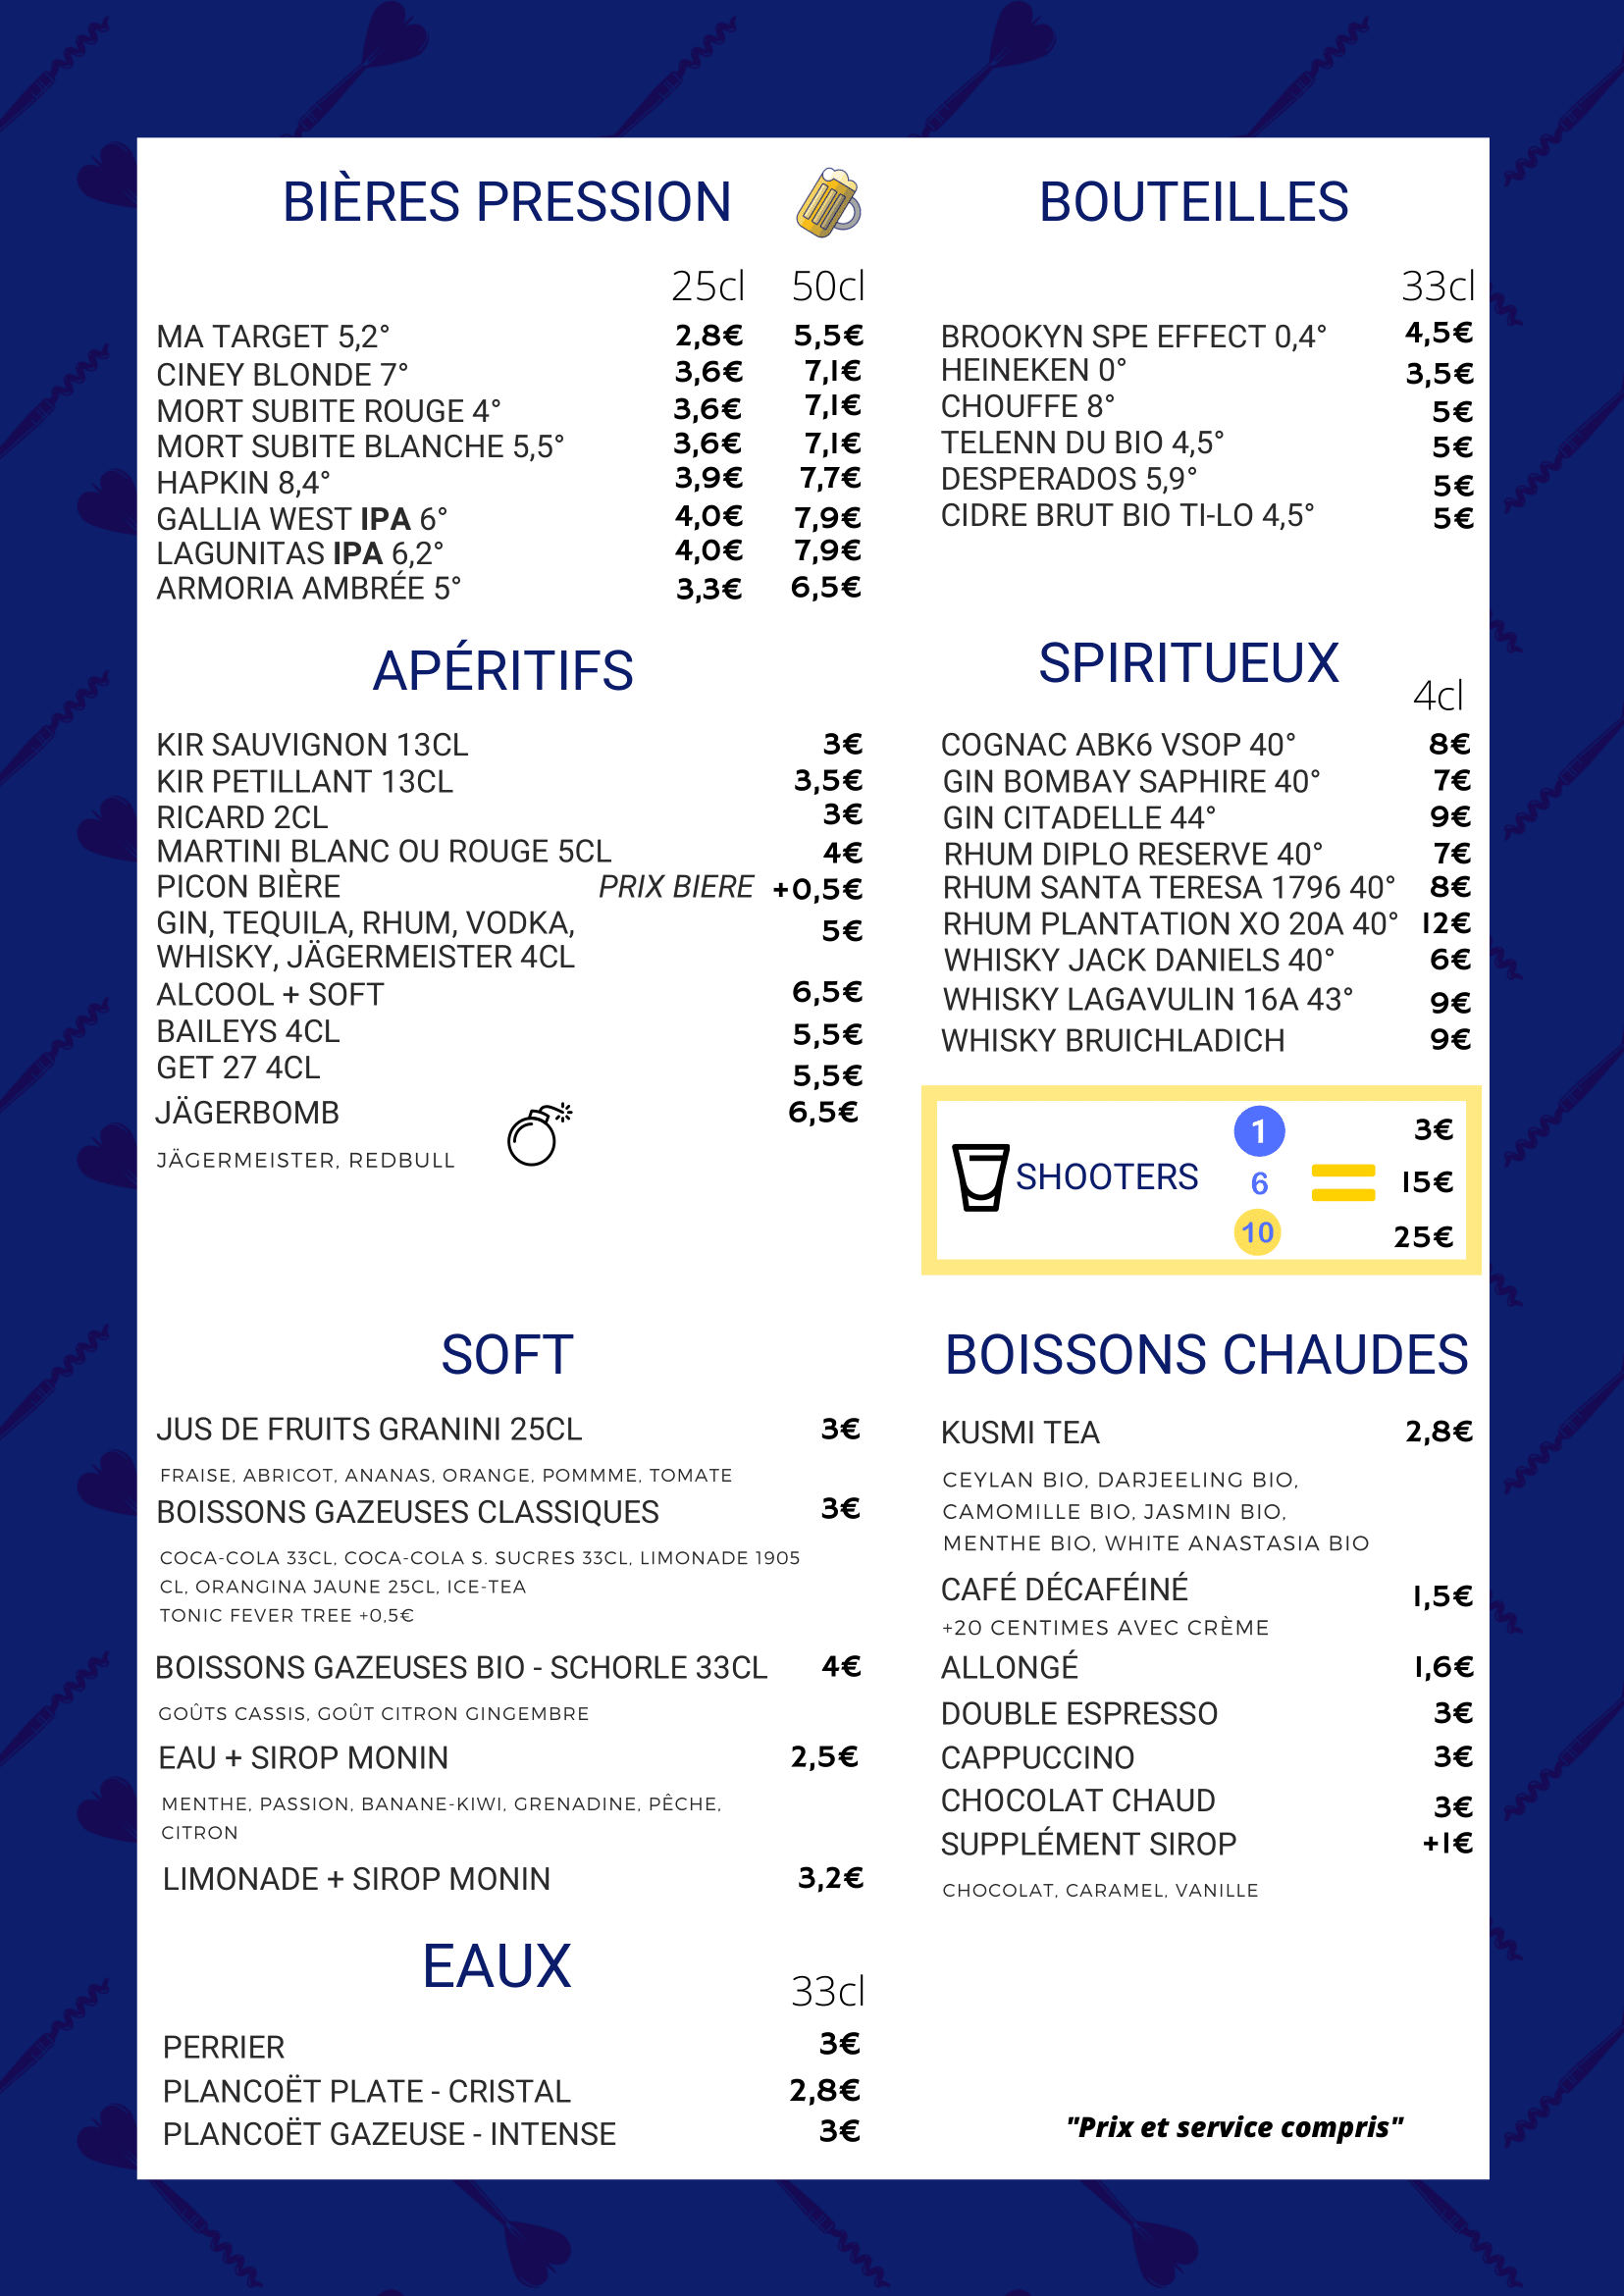 BIÈRES PRESSION
25cl 50cl
MA TARGET 5,2° 2,8€ 5,5€
CINEY BLONDE 7° 3,6€ 7,1€
MORT SUBITE ROUGE 4° 3,6€ 7,1€
MORT SUBITE BLANCHE 5,5° 3,6€ 7,1€
HAPKIN 8,4° 3,9€ 7,7€
GALLIA WEST IPA 6° 4,0€ 7,9€
LAGUNITAS IPA 6,2° 4,0€ 7,9€
ARMORIA AMBRÉE 5° 3,3€ 6,5€
BOUTEILLES
33cl
BROOKYN SPE EFFECT 0,4° 4,5€
HEINEKEN 0° 3,5€
CHOUFFE 8° 5€
TELENN DU BIO 4,5° 5€
DESPERADOS 5,9° 5€
CIDRE BRUT BIO TI-LO 4,5° 5€
APÉRITIFS
KIR SAUVIGNON 13CL 3€
KIR PETILLANT 13CL 3,5€
RICARD 2CL 3€
MARTINI BLANC OU ROUGE 5CL 4€
PICON BIÈRE PRIX BIERE +0,5€
GIN, TEQUILA, RHUM, VODKA, 5€
WHISKY, JÄGERMEISTER 4CL
ALCOOL + SOFT 6,5€
BAILEYS 4CL 5,5€
GET 27 4CL 5,5€
JÄGERBOMB 6,5€
JÄGERMEISTER, REDBULL
SPIRITUEUX
4cl
COGNAC ABK6 VSOP 40° 8€
GIN BOMBAY SAPHIRE 40° 7€
GIN CITADELLE 44° 9€
RHUM DIPLO RESERVE 40° 7€
RHUM SANTA TERESA 1796 40° 8€
RHUM PLANTATION XO 20A 40° 12€
WHISKY JACK DANIELS 40° 6€
WHISKY LAGAVULIN 16A 43° 9€
WHISKY BRUICHLADICH 9€
SHOOTERS
1 3€
6 15€
10 25€
SOFT
JUS DE FRUITS GRANINI 25CL 3€
FRAISE, ABRICOT, ANANAS, ORANGE, POMMME, TOMATE
BOISSONS GAZEUSES CLASSIQUES 3€
COCA-COLA 33CL, COCA-COLA S. SUCRES 33CL, LIMONADE 1905
CL, ORANGINA JAUNE 25CL, ICE-TEA
TONIC FEVER TREE +0,5€
BOISSONS GAZEUSES BIO - SCHORLE 33CL 4€
GOÛTS CASSIS, GOÛT CITRON GINGEMBRE
EAU + SIROP MONIN 2,5€
MENTHE, PASSION, BANANE-KIWI, GRENADINE, PÊCHE,
CITRON
LIMONADE + SIROP MONIN 3,2€
BOISSONS CHAUDES
KUSMI TEA 2,8€
CEYLAN BIO, DARJEELING BIO,
CAMOMILLE BIO, JASMIN BIO,
MENTHE BIO, WHITE ANASTASIA BIO
CAFÉ DÉCAFÉINÉ 1,5€
+20 CENTIMES AVEC CRÈME
ALLONGÉ 1,6€
DOUBLE ESPRESSO 3€
CAPPUCCINO 3€
CHOCOLAT CHAUD 3€
SUPPLÉMENT SIROP +1€
CHOCOLAT, CARAMEL, VANILLE
EAUX
33cl
PERRIER 3€
PLANCOËT PLATE - CRISTAL 2,8€
PLANCOËT GAZEUSE - INTENSE 3€
"Prix et service compris"